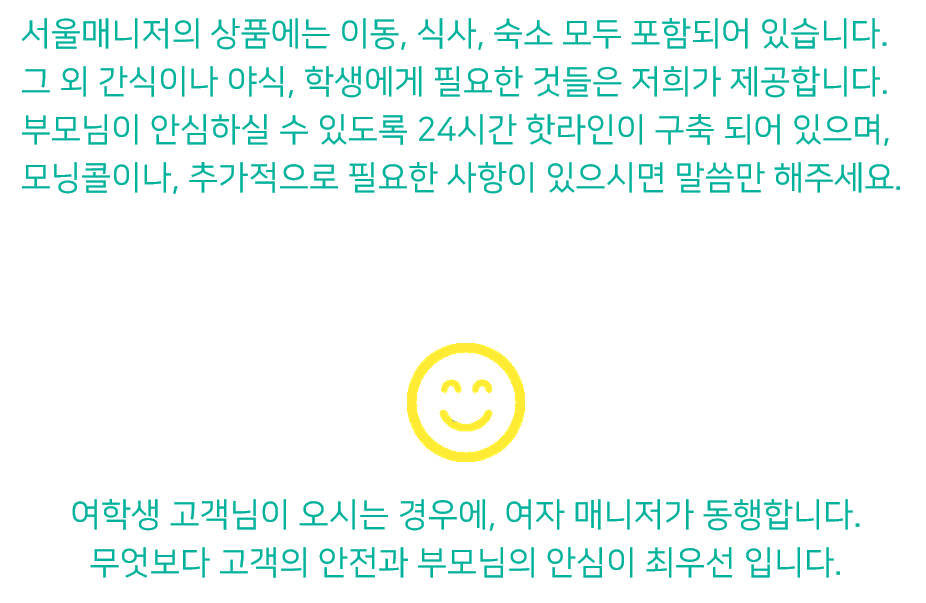 서울매니저의 상품에는 이동, 식사, 숙소 모두 포함되어 있습니다.
그 외 간식이나 야식, 학생에게 필요한 것들은 저희가 제공합니다.
부모님이 안심하실 수 있도록 24시간 핫라인이 구축 되어 있으며,
모닝콜이나, 추가적으로 필요한 사항이 있으시면 말씀만 해주세요.
여학생 고객님이 오시는 경우에, 여자 매니저가 동행합니다.
무엇보다 고객의 안전과 부모님의 안심이 최우선 입니다.